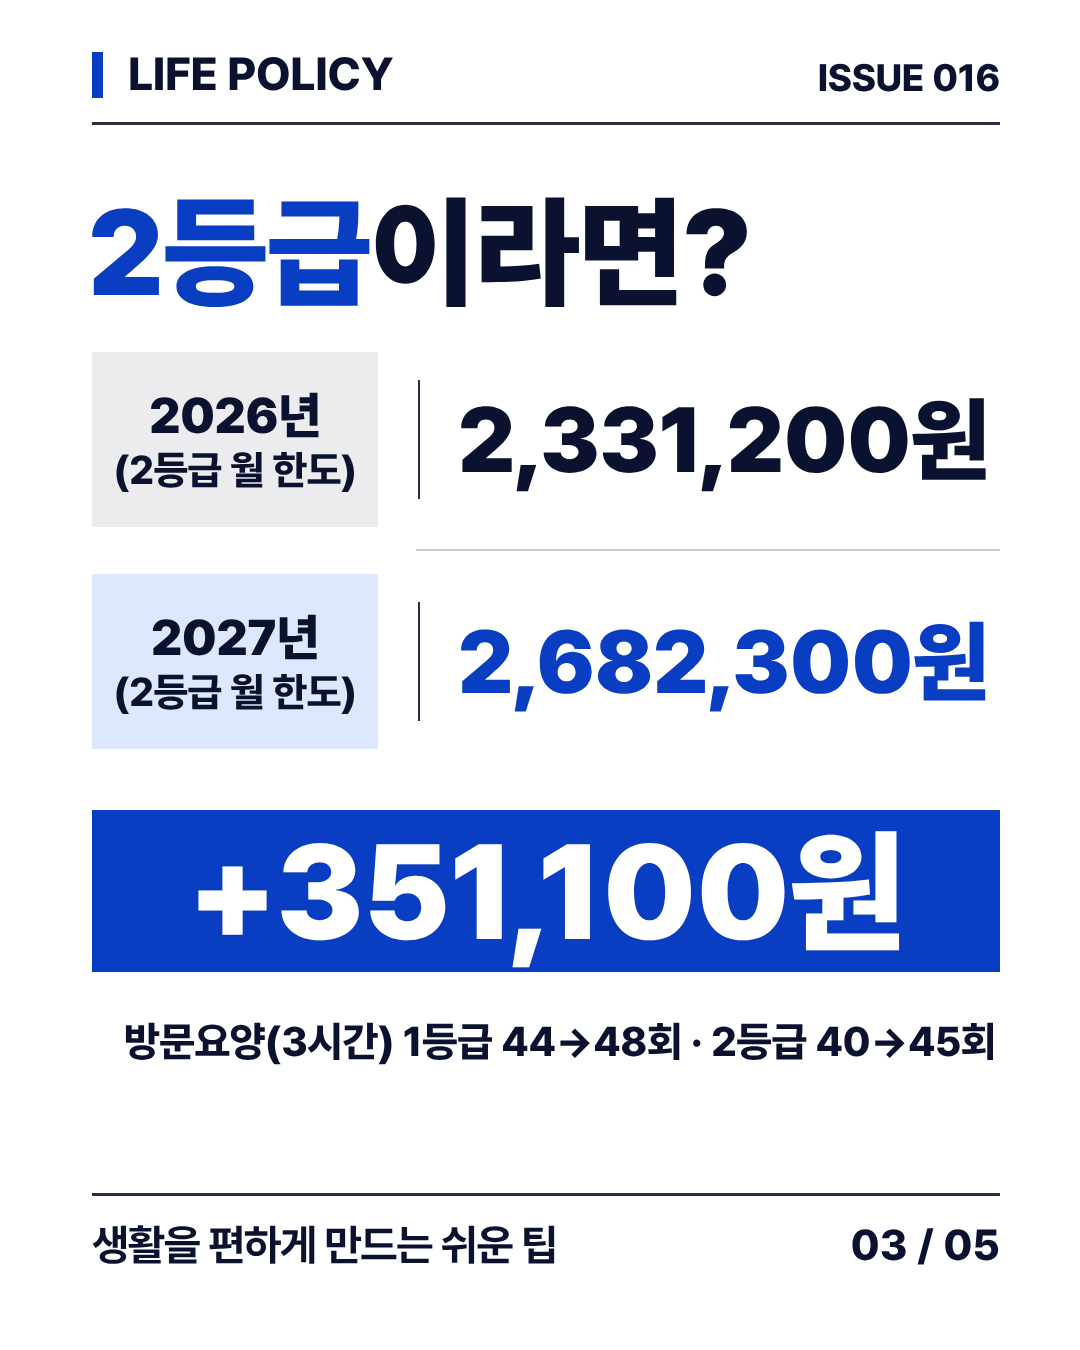 LIFE POLICY
ISSUE 016
2등급이라면?
2026년
(2등급 월 한도)
2,331,200원
2027년
(2등급 월 한도)
2,682,300원
+351,100원
방문요양(3시간) 1등급 44→48회 · 2등급 40→45회
생활을 편하게 만드는 쉬운 팁
03 / 05